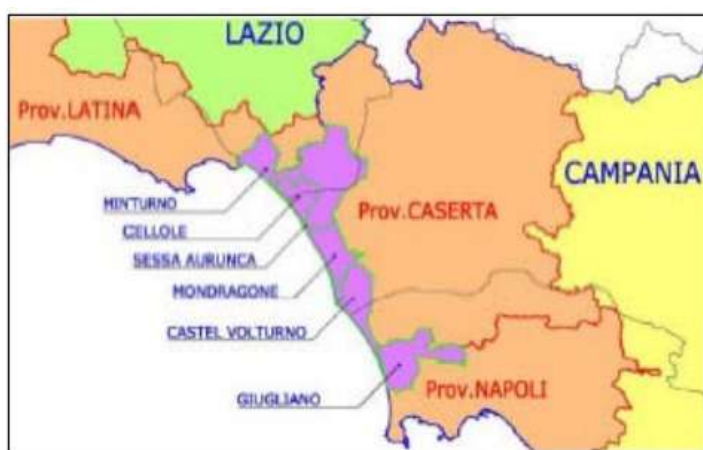 LAZIO
Prov.LATINA
CAMPANIA
MINTURNO
Prov.CASERTA
CELLOLE
SESSA AURUNCA
MONDRAGONE
CASTEL VOLTURNO
GIUGLIANO
Prov.NAPOLI